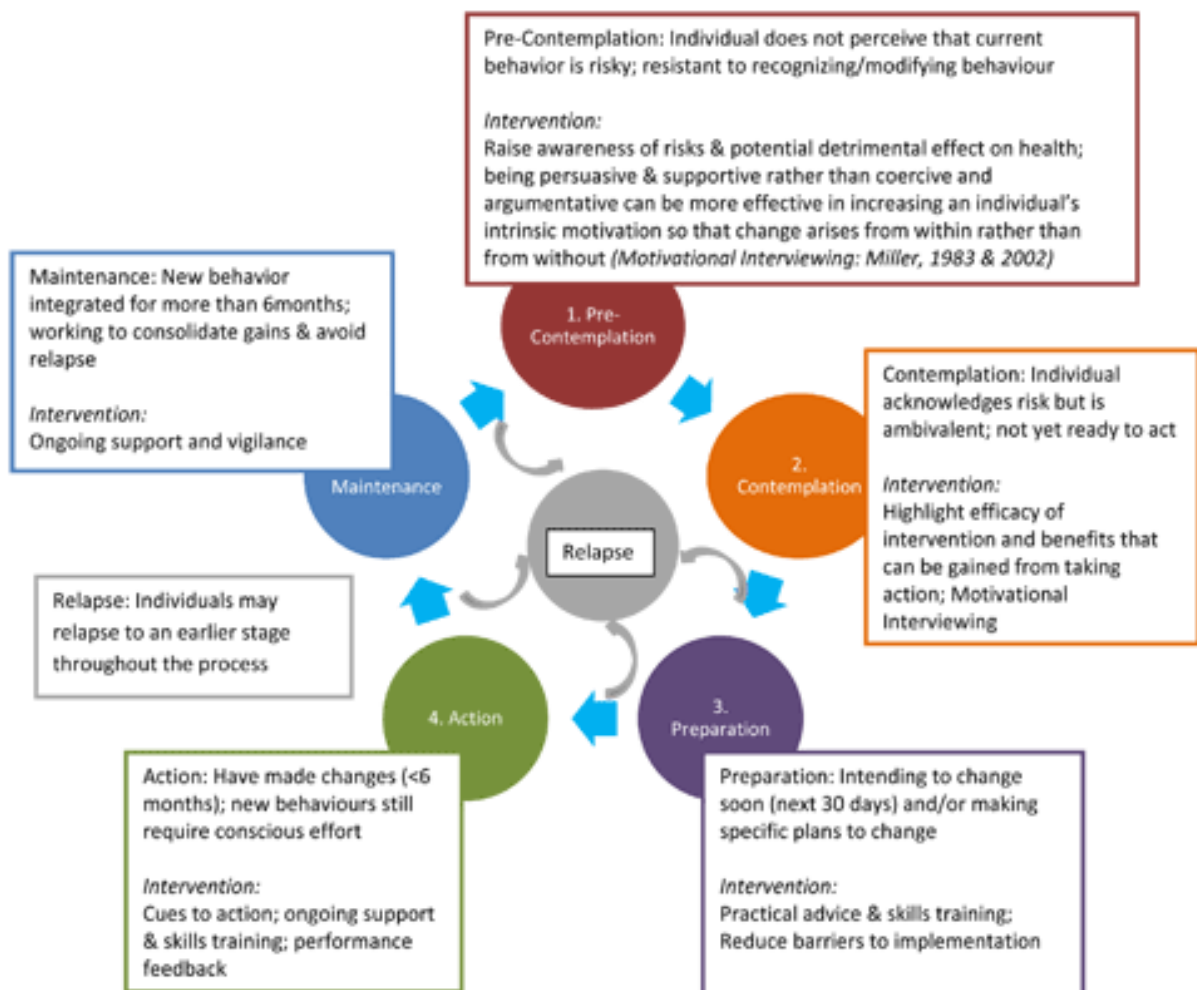 Pre-Contemplation: Individual does not perceive that current
behavior is risky; resistant to recognizing/modifying behaviour
Intervention:
Raise awareness of risks & potential detrimental effect on health;
being persuasive & supportive rather than coercive and
argumentative can be more effective in increasing an individual's
intrinsic motivation so that change arises from within rather than
from without (Motivational Interviewing: Miller, 1983 & 2002)
1. Pre-
Contemplation
Contemplation: Individual
acknowledges risk but is
ambivalent; not yet ready to act
Intervention:
Highlight efficacy of
intervention and benefits that
can be gained from taking
action; Motivational
Interviewing
2.
Contemplation
3.
Preparation
Preparation: Intending to change
soon (next 30 days) and/or making
specific plans to change
Intervention:
Practical advice & skills training;
Reduce barriers to implementation
4. Action
Action: Have made changes (<6
months); new behaviours still
require conscious effort
Intervention:
Cues to action; ongoing support
& skills training; performance
feedback
Maintenance: New behavior
integrated for more than 6months;
working to consolidate gains & avoid
relapse
Intervention:
Ongoing support and vigilance
Maintenance
Relapse
Relapse: Individuals may
relapse to an earlier stage
throughout the process